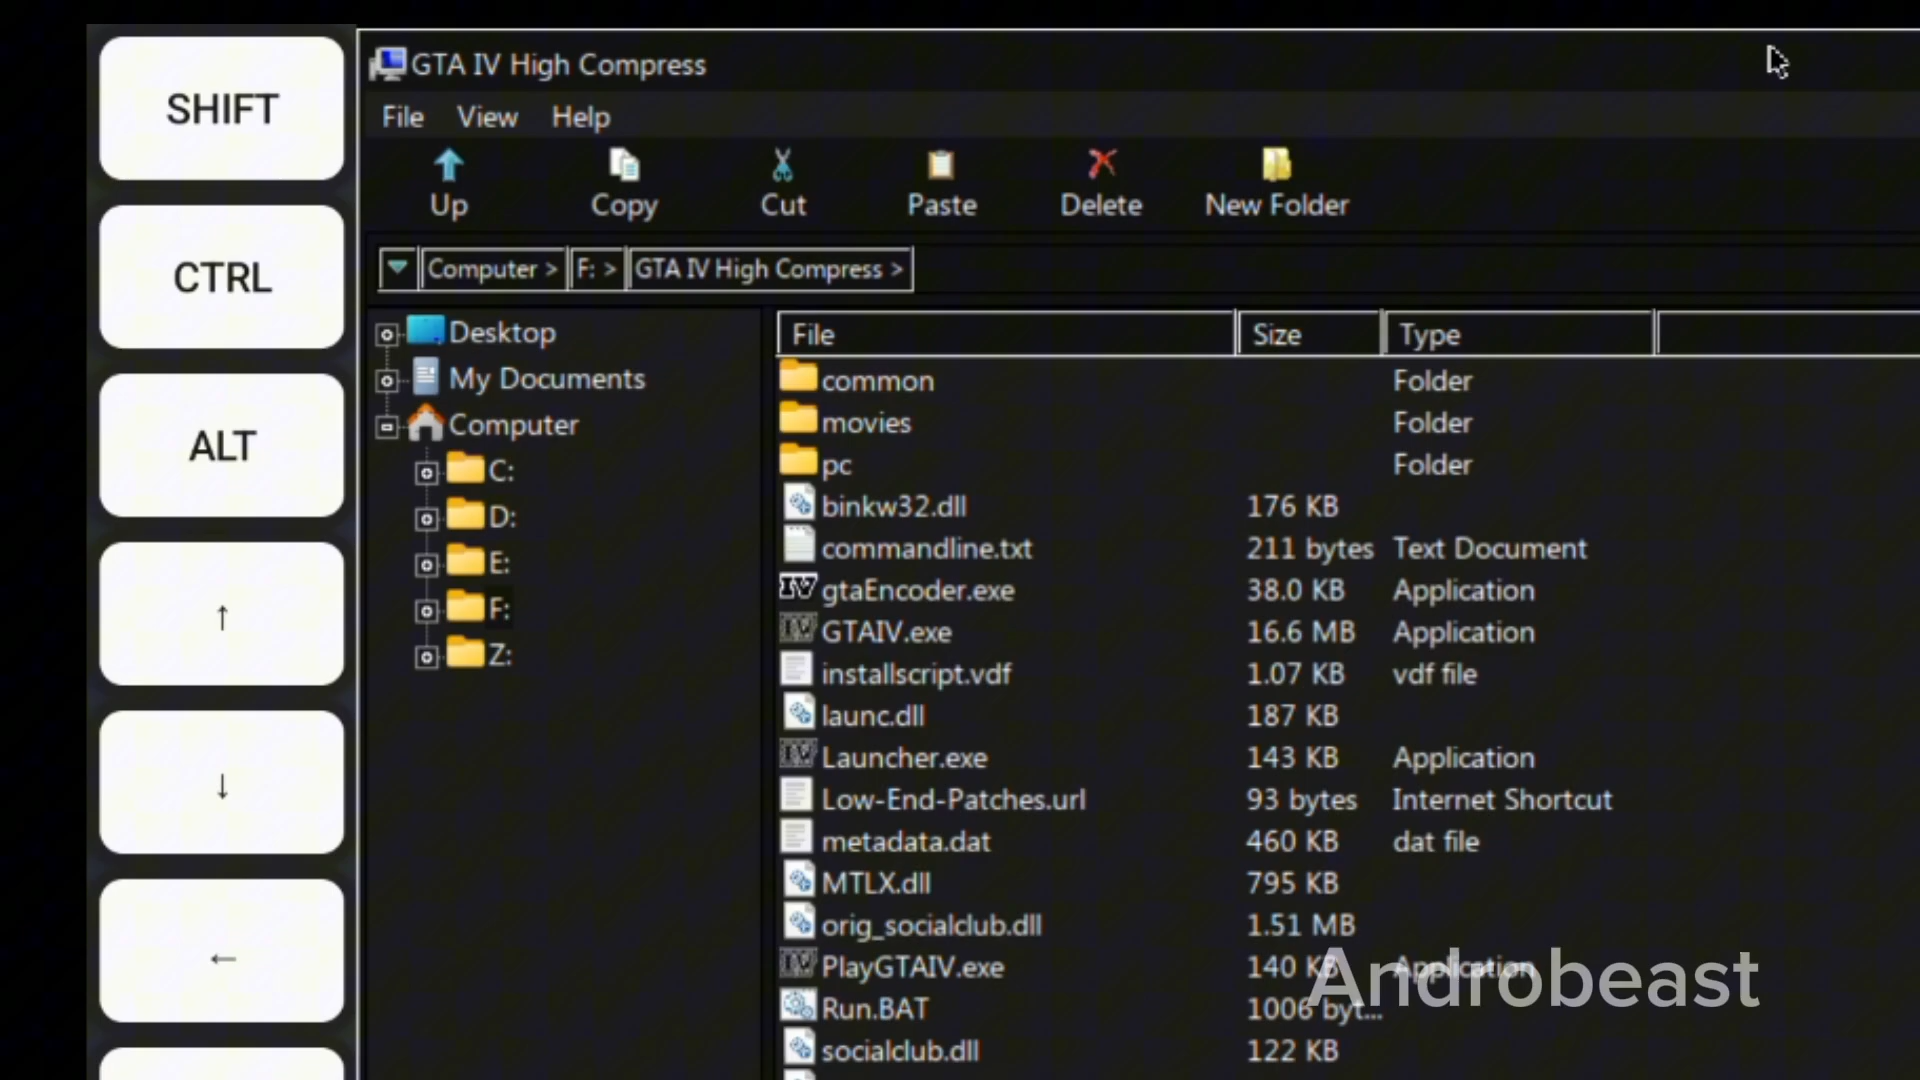 SHIFT
CTRL
ALT
↑
↓
←
GTA IV High Compress
File View Help
Up Copy Cut Paste Delete New Folder
Computer > F: > GTA IV High Compress >
Desktop
My Documents
Computer
C:
D:
E:
F:
Z:
File Size Type
common Folder
movies Folder
pc Folder
binkw32.dll 176 KB
commandline.txt 211 bytes Text Document
gtaEncoder.exe 38.0 KB Application
GTAIV.exe 16.6 MB Application
installscript.vdf 1.07 KB vdf file
launc.dll 187 KB
Launcher.exe 143 KB Application
Low-End-Patches.url 93 bytes Internet Shortcut
metadata.dat 460 KB dat file
MTLX.dll 795 KB
orig_socialclub.dll 1.51 MB
PlayGTAIV.exe 140 KB Application
Run.BAT 1006 byt...
socialclub.dll 122 KB
Androbeast